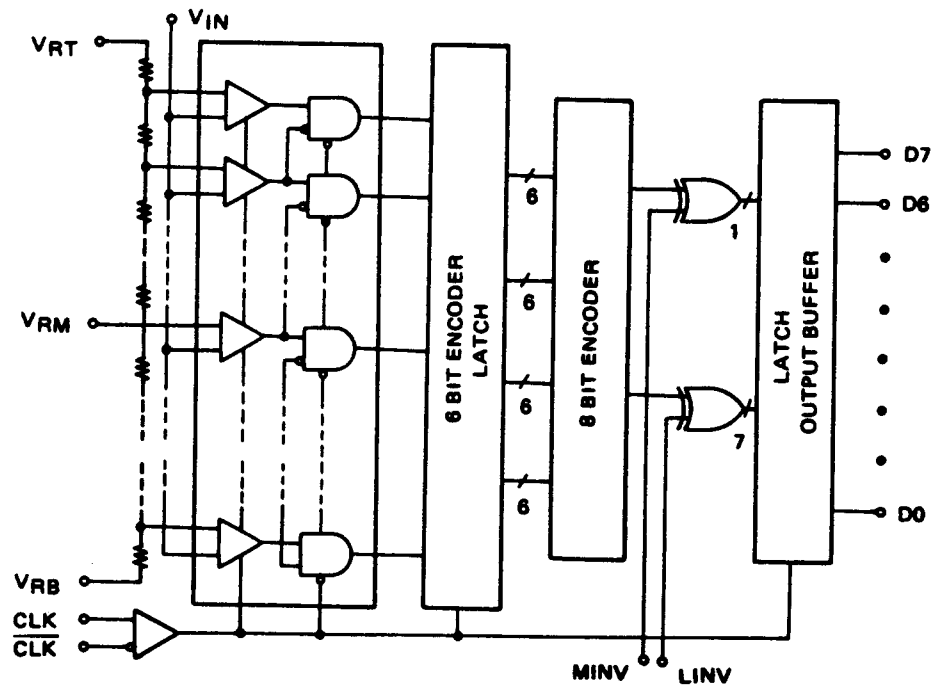 VIN
VRT
VRM
VRB
CLK
CLK
6 BIT ENCODER
LATCH
6
6
6
6
8 BIT ENCODER
1
7
MINV
LINV
LATCH
OUTPUT BUFFER
D7
D6
D0